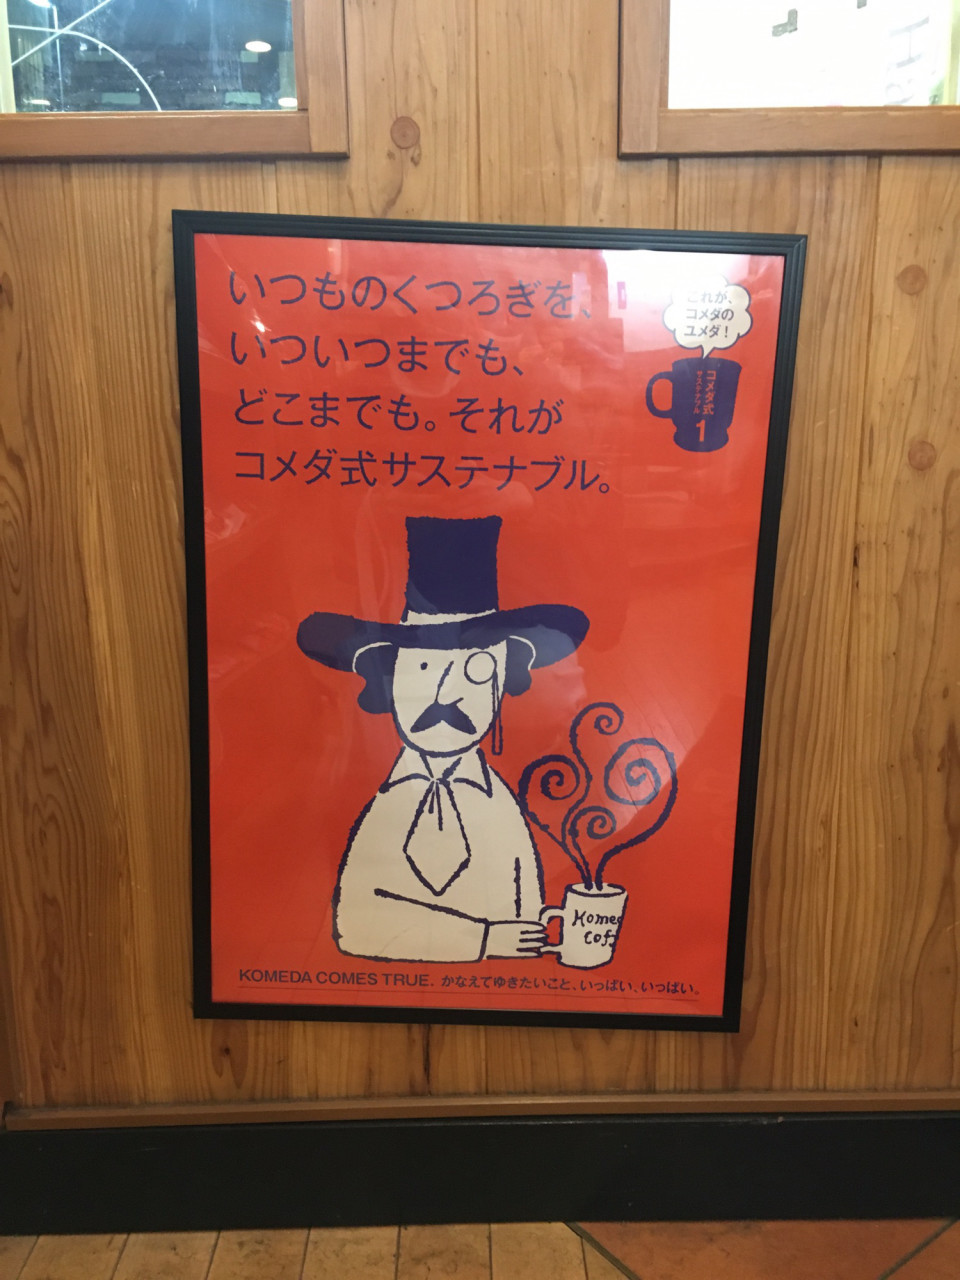 いつものくつろぎを、
いついつまでも、
どこまでも。それが
コメダ式サステナブル。
これが、
コメダの
ユメダ！
コメダ式
サステナブル
1
Komed
Cof
KOMEDA COMES TRUE. かなえてゆきたいこと、いっぱい、いっぱい。